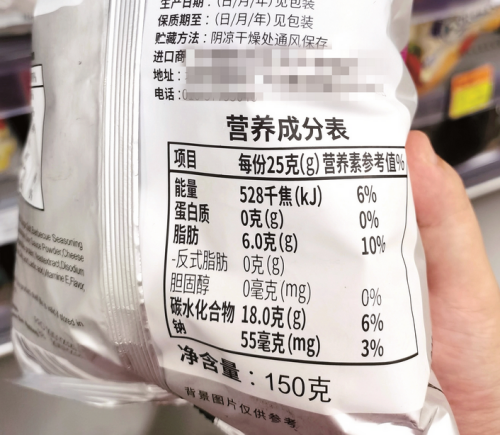 生产日期:(日/月/年)见包装
保质期至:(日/月/年)见包装
贮藏方法:阴凉干燥处通风保存
进口商
地址:
电话:
营养成分表
项目 每份25克(g) 营养素参考值%
能量 528千焦(kJ) 6%
蛋白质 0克(g) 0%
脂肪 6.0克(g) 10%
-反式脂肪 0克(g)
胆固醇 0毫克(mg) 0%
碳水化合物 18.0克(g) 6%
钠 55毫克(mg) 3%
净含量:150克
背景图片仅供参考
Barbecue Seasoning,
Powder, Cheese
Disodium
Flavor,